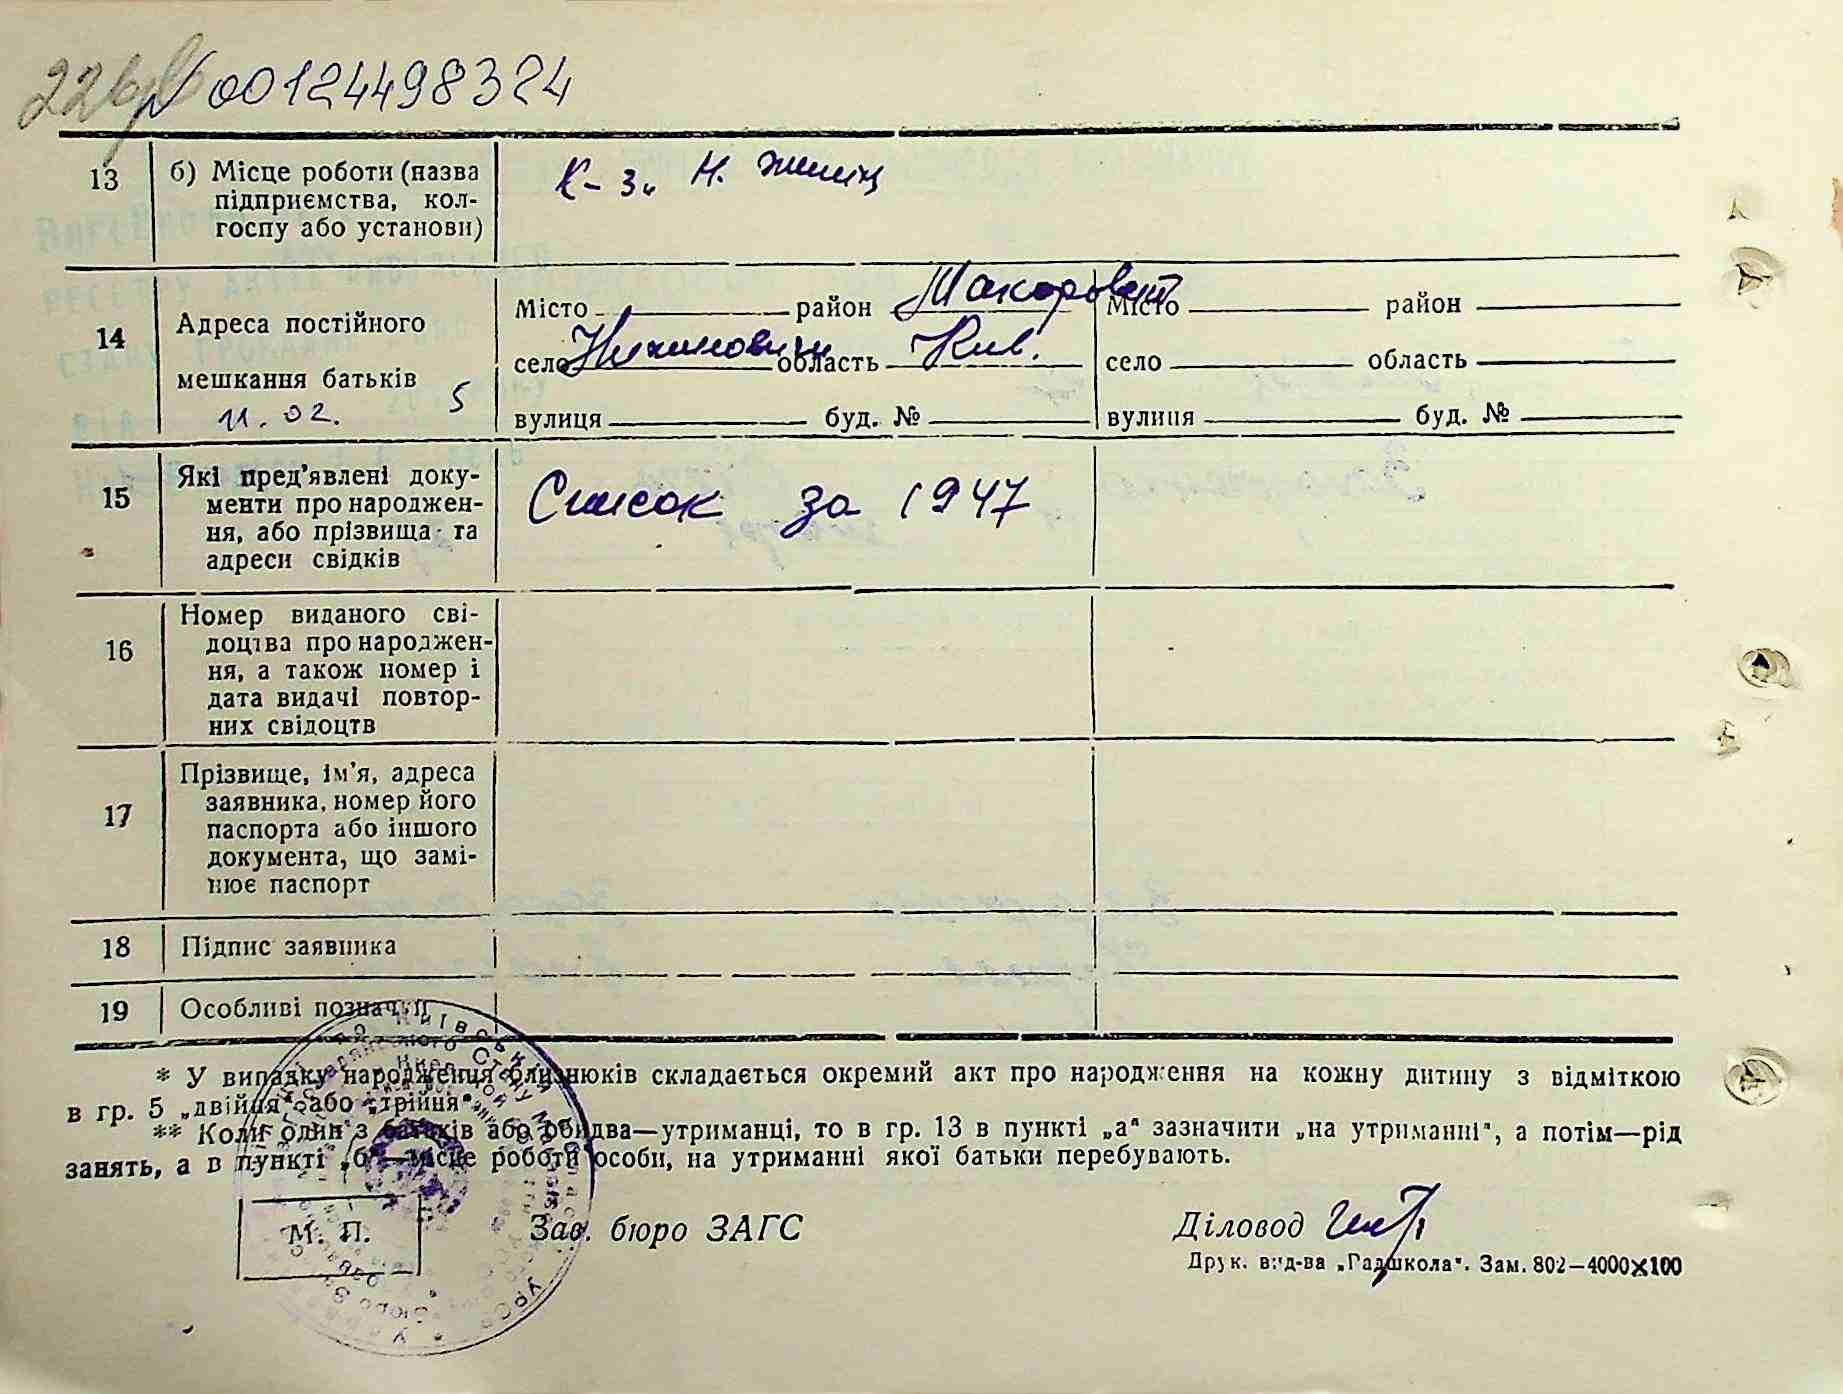 226 00124498324
13 б) Місце роботи (назва
підприємства, кол-
госпу або установи)
К-з
14 Адреса постійного
мешкання батьків
11.02. 5
Місто район Макаровськ Місто район
село область Київ. село область
вулиця буд. № вулиця буд. №
15 Які пред'явлені доку-
менти про народжен-
ня, або прізвища та
адреси свідків
Список за 1947
16 Номер виданого сві-
доцтва про народжен-
ня, а також номер і
дата видачі повтор-
них свідоцтв
17 Прізвище, ім'я, адреса
заявника, номер його
паспорта або іншого
документа, що замі-
нює паспорт
18 Підпис заявника
19 Особливі позначки
* У випадку народження близнюків складається окремий акт про народження на кожну дитину з відміткою
в гр. 5 „двійня" або „трійня".
** Коли один з батьків або обидва—утриманці, то в гр. 13 в пункті „а" зазначити „на утриманні", а потім—рід
занять, а в пункті „б"—місце роботи особи, на утриманні якої батьки перебувають.
М. П. Зав. бюро ЗАГС Діловод
Друк. вид-ва „Радшкола". Зам. 802—4000×100